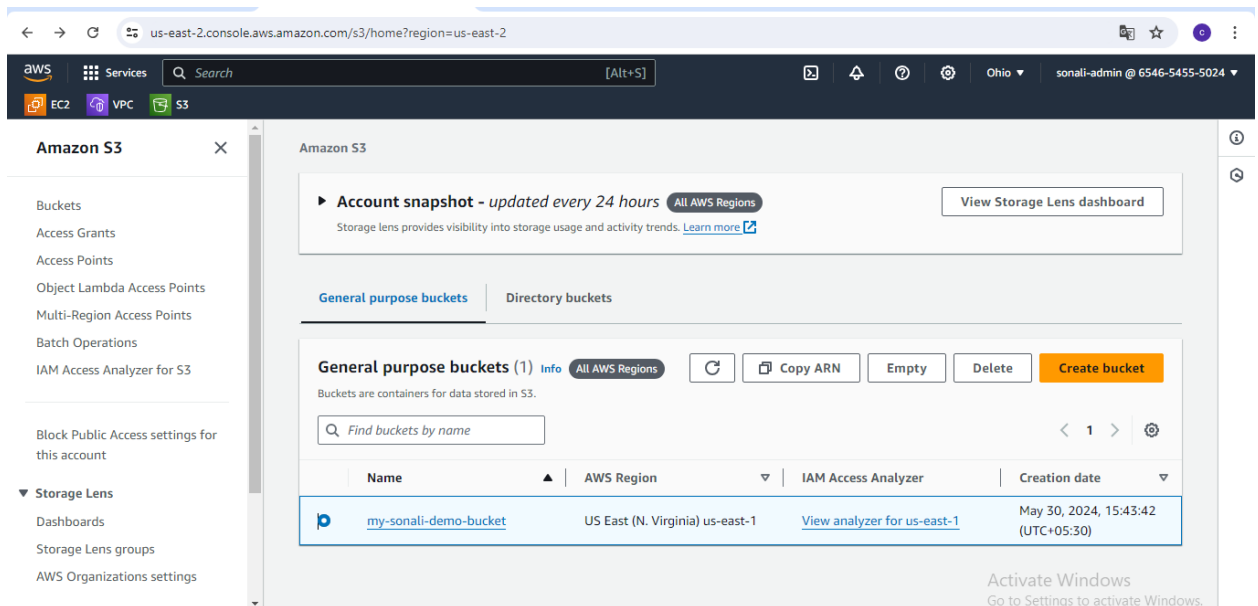 us-east-2.console.aws.amazon.com/s3/home?region=us-east-2
c
aws Services Search [Alt+S] Ohio sonali-admin @ 6546-5455-5024
EC2 VPC S3
Amazon S3
Buckets
Access Grants
Access Points
Object Lambda Access Points
Multi-Region Access Points
Batch Operations
IAM Access Analyzer for S3
Block Public Access settings for
this account
Storage Lens
Dashboards
Storage Lens groups
AWS Organizations settings
Amazon S3
Account snapshot - updated every 24 hours All AWS Regions
View Storage Lens dashboard
Storage lens provides visibility into storage usage and activity trends. Learn more
General purpose buckets Directory buckets
General purpose buckets (1) Info All AWS Regions
Copy ARN Empty Delete Create bucket
Buckets are containers for data stored in S3.
Find buckets by name
1
Name AWS Region IAM Access Analyzer Creation date
my-sonali-demo-bucket US East (N. Virginia) us-east-1 View analyzer for us-east-1 May 30, 2024, 15:43:42
(UTC+05:30)
Activate Windows
Go to Settings to activate Windows.